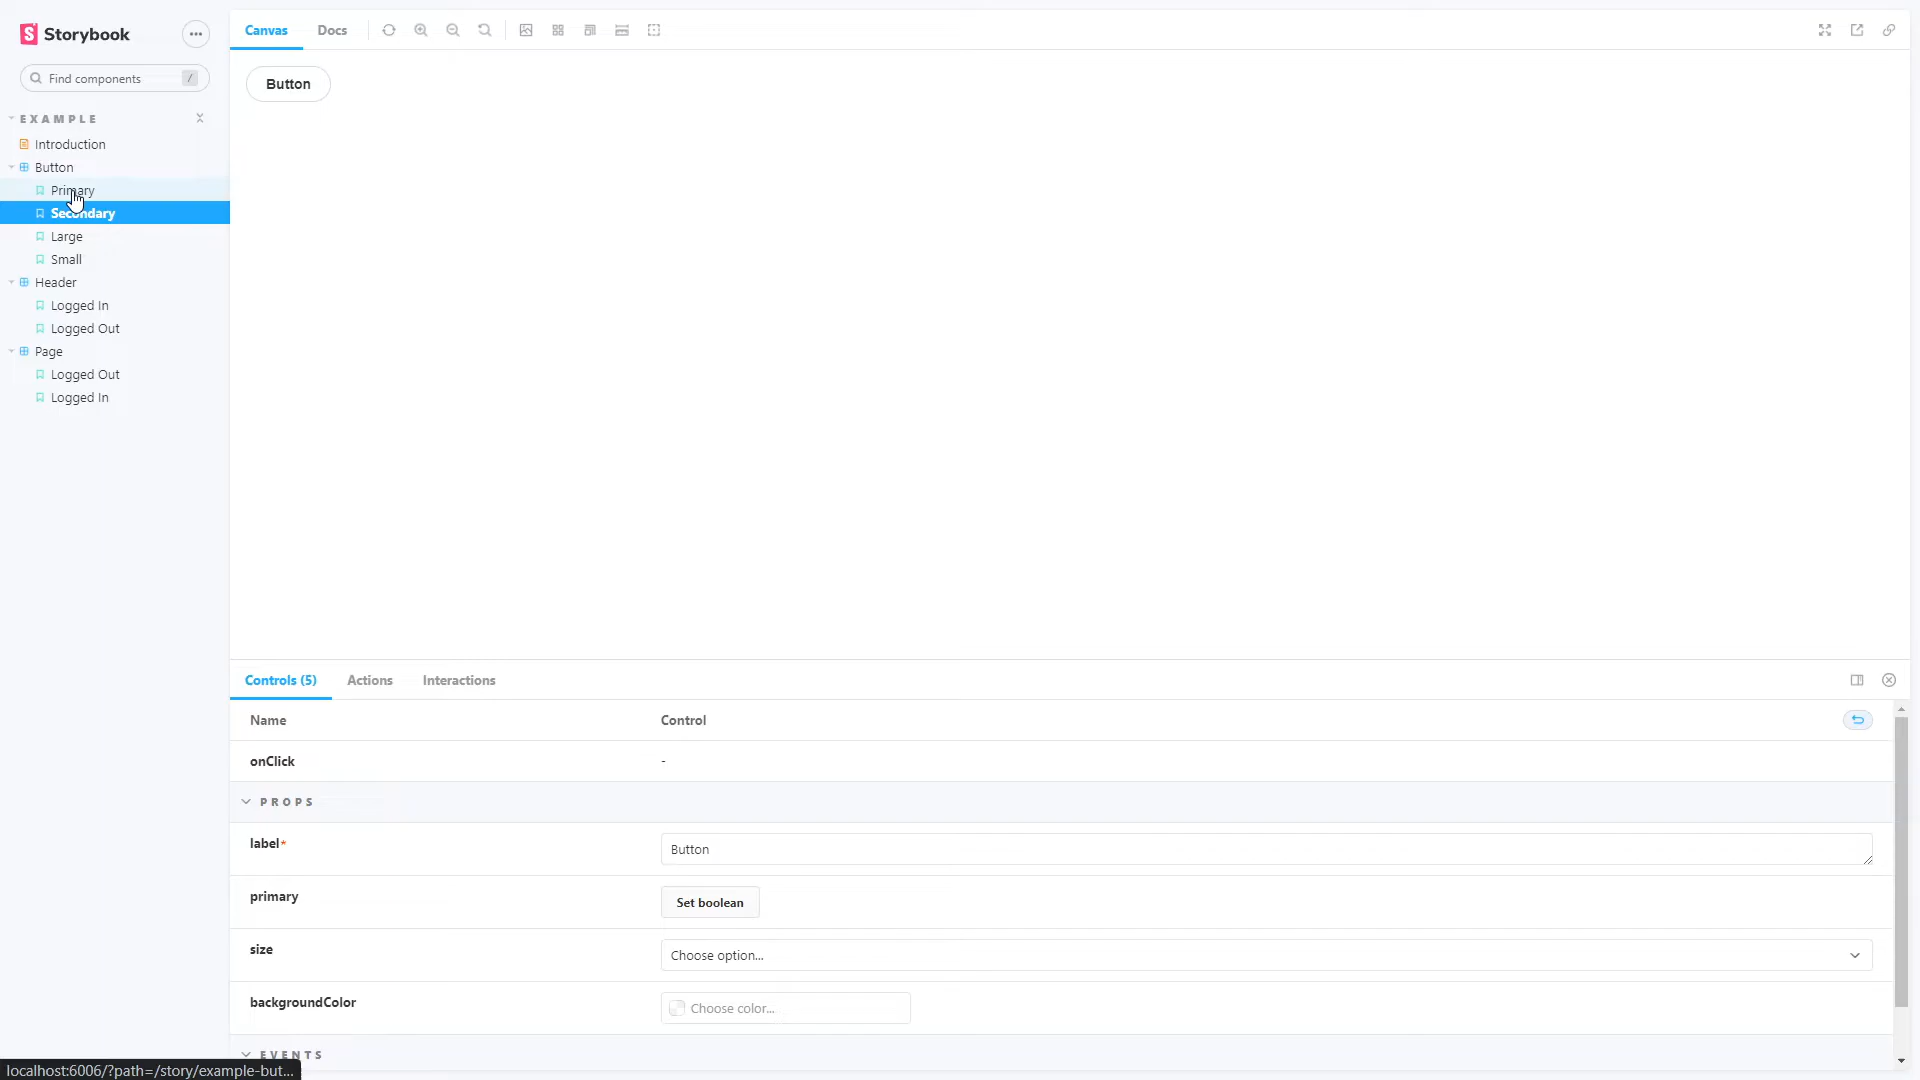 Storybook
Canvas
Docs
Find components
/
Button
EXAMPLE
Introduction
Button
Primary
Secondary
Large
Small
Header
Logged In
Logged Out
Page
Logged Out
Logged In
Controls (5)
Actions
Interactions
Name
Control
onClick
-
PROPS
label*
Button
primary
Set boolean
size
Choose option...
backgroundColor
Choose color...
EVENTS
localhost:6006/?path=/story/example-but...